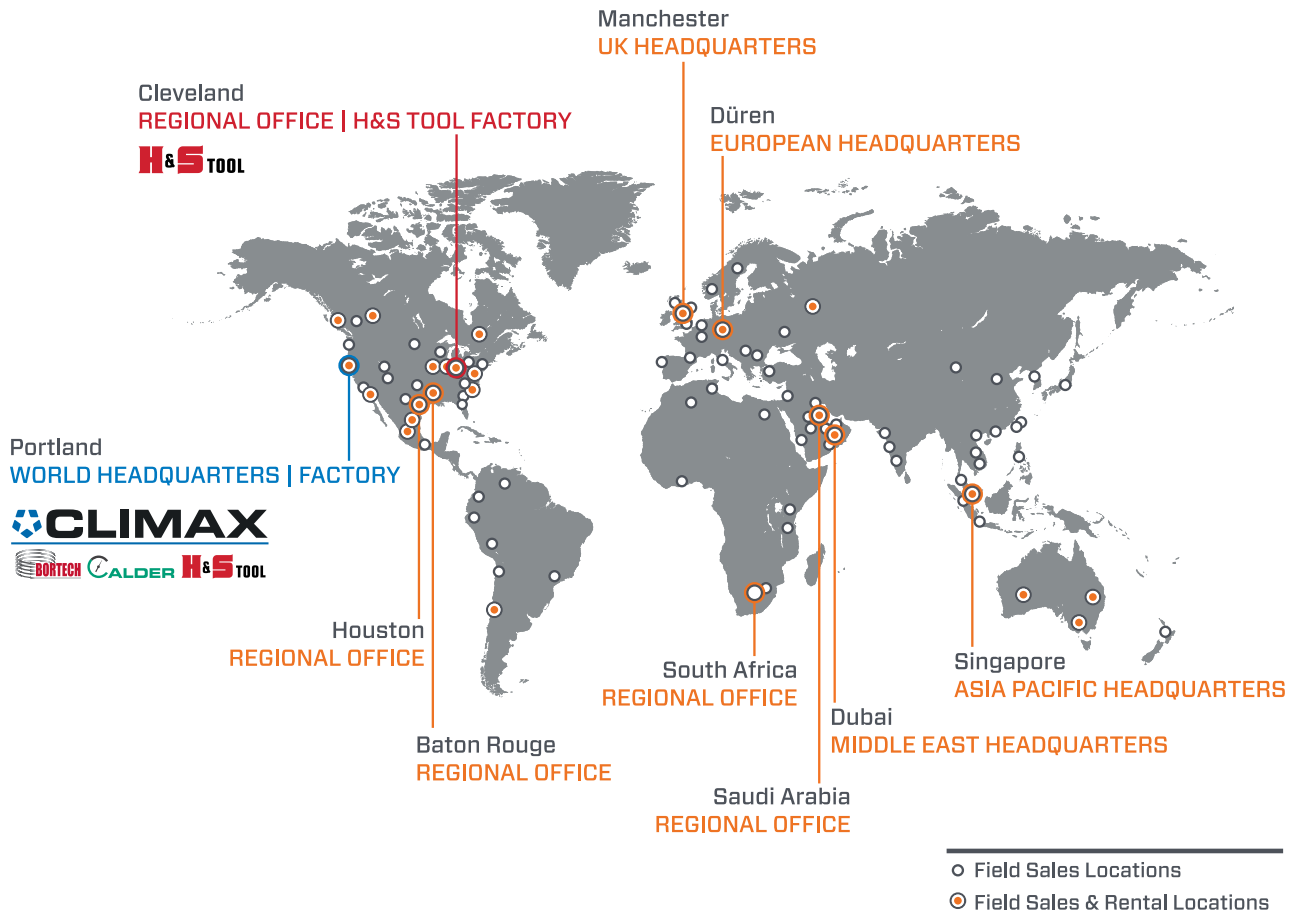 Manchester
UK HEADQUARTERS
Cleveland
REGIONAL OFFICE | H&S TOOL FACTORY
H&S TOOL
Düren
EUROPEAN HEADQUARTERS
Portland
WORLD HEADQUARTERS | FACTORY
CLIMAX
BORTECH CALDER H&S TOOL
Houston
REGIONAL OFFICE
South Africa
REGIONAL OFFICE
Singapore
ASIA PACIFIC HEADQUARTERS
Dubai
MIDDLE EAST HEADQUARTERS
Baton Rouge
REGIONAL OFFICE
Saudi Arabia
REGIONAL OFFICE
Field Sales Locations
Field Sales & Rental Locations